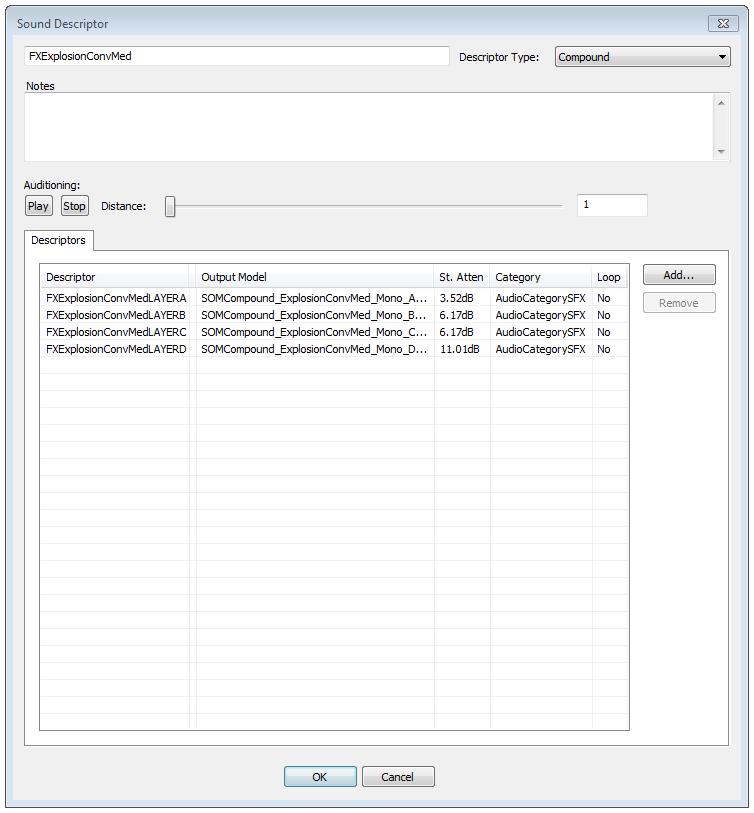 Sound Descriptor
FXExplosionConvMed Descriptor Type: Compound
Notes
Auditioning:
Play Stop Distance: 1
Descriptors
Descriptor Output Model St. Atten Category Loop Add...
FXExplosionConvMedLAYERA SOMCompound_ExplosionConvMed_Mono_A... 3.52dB AudioCategorySFX No Remove
FXExplosionConvMedLAYERB SOMCompound_ExplosionConvMed_Mono_B... 6.17dB AudioCategorySFX No
FXExplosionConvMedLAYERC SOMCompound_ExplosionConvMed_Mono_C... 6.17dB AudioCategorySFX No
FXExplosionConvMedLAYERD SOMCompound_ExplosionConvMed_Mono_D... 11.01dB AudioCategorySFX No
OK Cancel